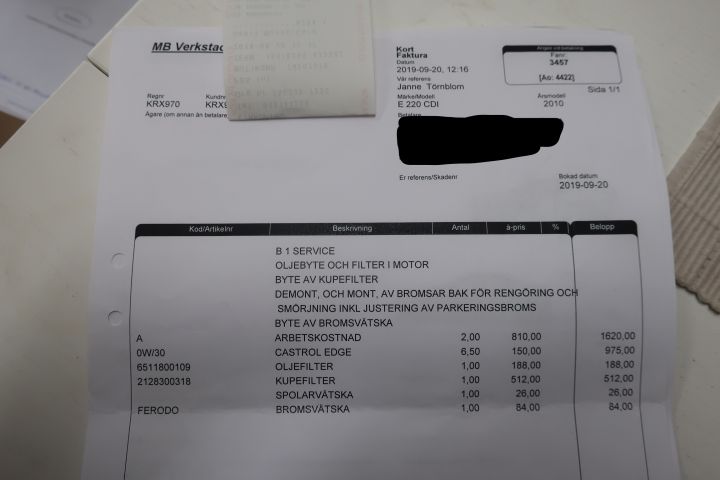 MB Verkstad
Kort
Faktura
Datum
2019-09-20, 12:16
Vår referens
Janne Törnblom
Märke/Modell
E 220 CDI
Årsmodell
2010
Anges vid betalning
Fanr
3457
[Ao: 4422]
Sida 1/1
Regnr
KRX970
Kundnr
KRX9
Ägare (om annan än betalare)
Betalare
Er referens/Skadenr
Bokad datum
2019-09-20
Kod/Artikelnr Beskrivning Antal á-pris % Belopp
B 1 SERVICE
OLJEBYTE OCH FILTER I MOTOR
BYTE AV KUPEFILTER
DEMONT, OCH MONT, AV BROMSAR BAK FÖR RENGÖRING OCH
SMÖRJNING INKL JUSTERING AV PARKERINGSBROMS
BYTE AV BROMSVÄTSKA
A ARBETSKOSTNAD 2,00 810,00 1620,00
0W/30 CASTROL EDGE 6,50 150,00 975,00
6511800109 OLJEFILTER 1,00 188,00 188,00
2128300318 KUPEFILTER 1,00 512,00 512,00
SPOLARVÄTSKA 1,00 26,00 26,00
FERODO BROMSVÄTSKA 1,00 84,00 84,00